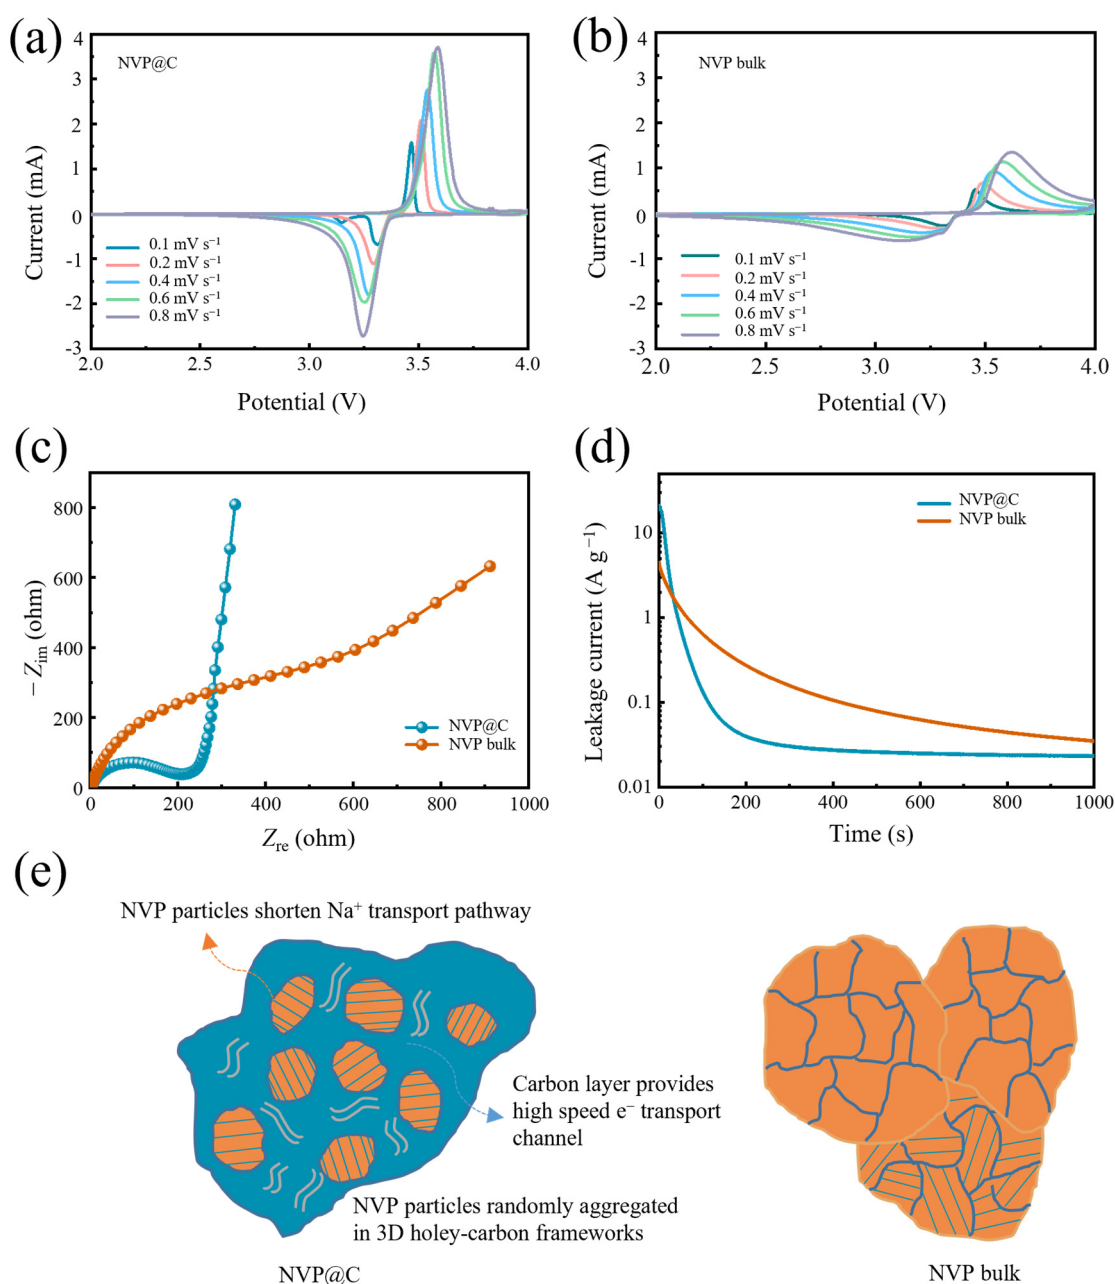 (a)
NVP@C
4
3
2
1
0
-1
-2
-3
Current (mA)
0.1 mV s⁻¹
0.2 mV s⁻¹
0.4 mV s⁻¹
0.6 mV s⁻¹
0.8 mV s⁻¹
2.0
2.5
3.0
3.5
4.0
Potential (V)
(b)
NVP bulk
4
3
2
1
0
-1
-2
-3
Current (mA)
0.1 mV s⁻¹
0.2 mV s⁻¹
0.4 mV s⁻¹
0.6 mV s⁻¹
0.8 mV s⁻¹
2.0
2.5
3.0
3.5
4.0
Potential (V)
(c)
800
600
400
200
0
−Zim (ohm)
NVP@C
NVP bulk
0
200
400
600
800
1000
Zre (ohm)
(d)
NVP@C
NVP bulk
10
1
0.1
0.01
Leakage current (A g⁻¹)
0
200
400
600
800
1000
Time (s)
(e)
NVP particles shorten Na⁺ transport pathway
Carbon layer provides
high speed e⁻ transport
channel
NVP particles randomly aggregated
in 3D holey-carbon frameworks
NVP@C
NVP bulk